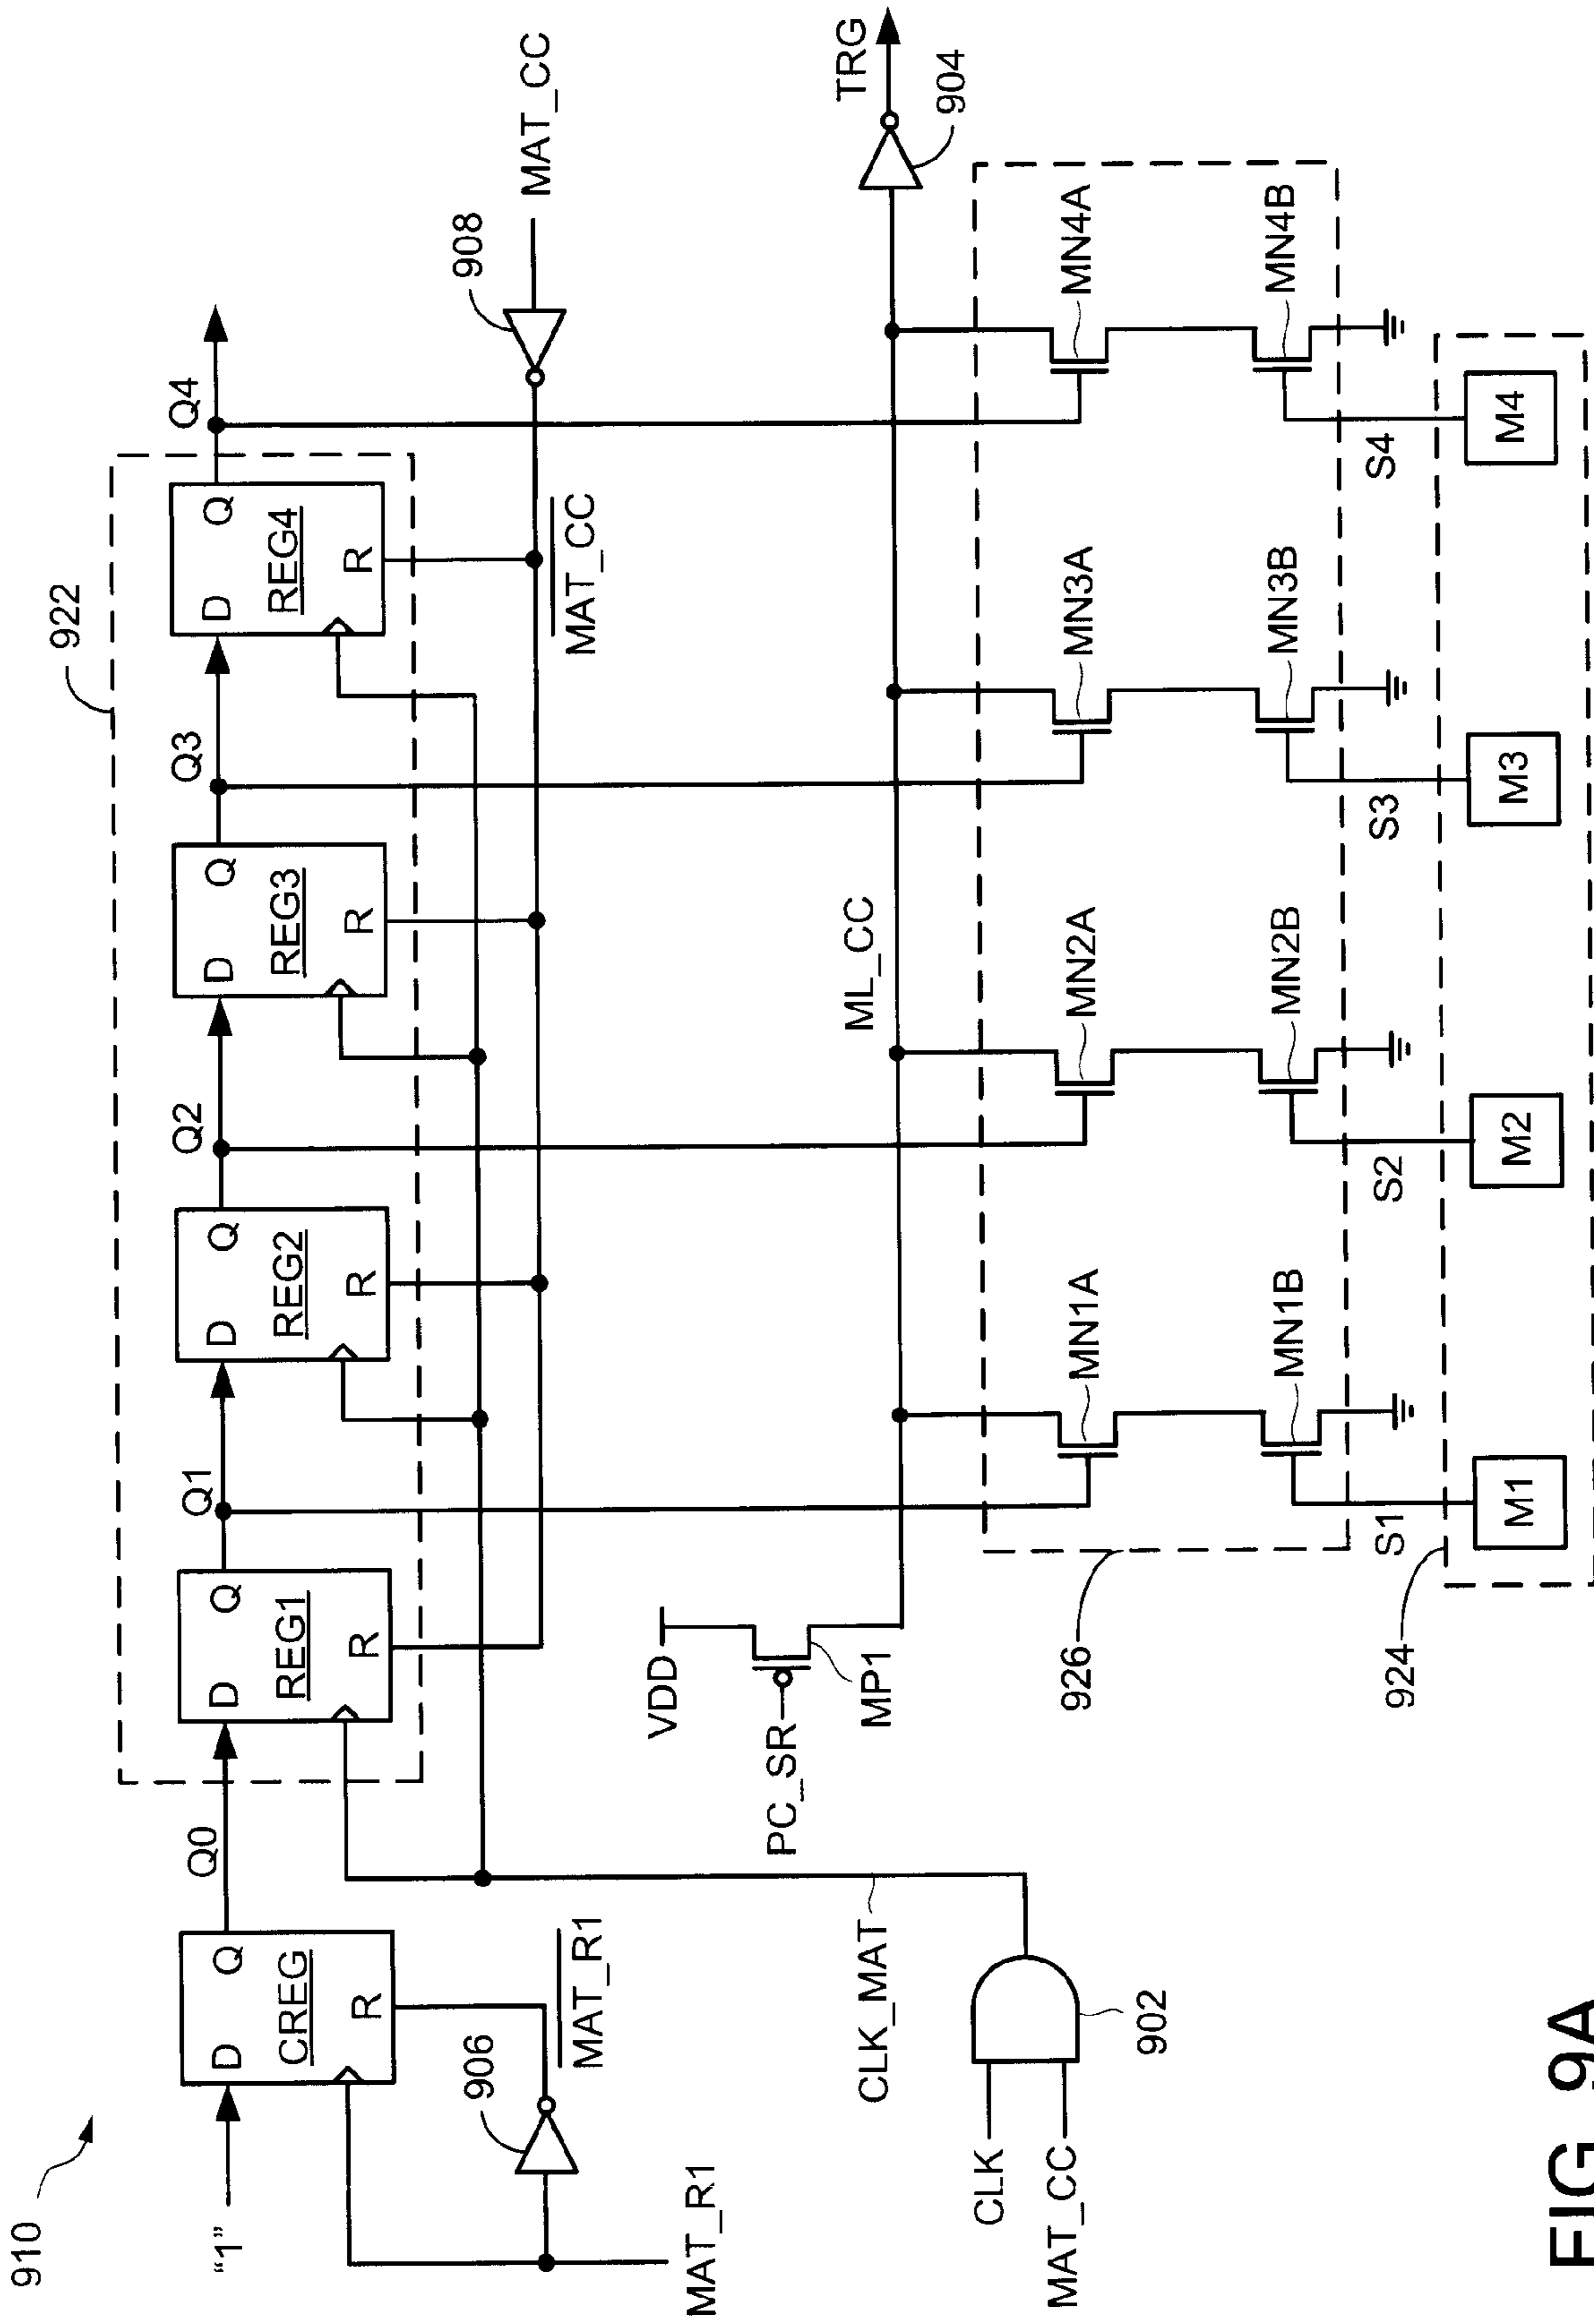 910
922
"1"
D
Q
CREG
R
Q0
D
Q
REG1
R
Q1
D
Q
REG2
R
Q2
D
Q
REG3
R
Q3
D
Q
REG4
R
Q4
906
MAT_R1
MAT_R1
908
MAT_CC
MAT_CC
CLK
MAT_CC
902
CLK_MAT
VDD
PC_SR
MP1
ML_CC
TRG
904
926
MN1A
MN2A
MN3A
MN4A
MN1B
MN2B
MN3B
MN4B
S1
S2
S3
S4
924
M1
M2
M3
M4
FIG. 9A